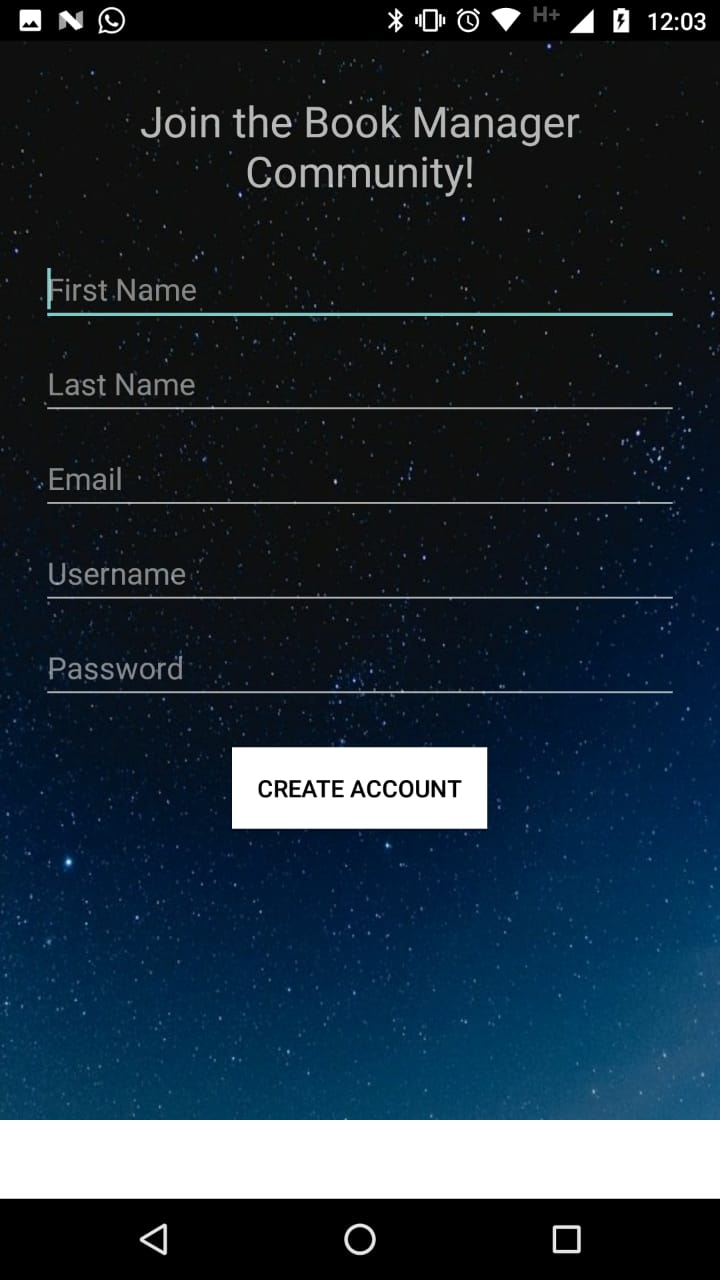 H+ 12:03
Join the Book Manager
Community!
First Name
Last Name
Email
Username
Password
CREATE ACCOUNT